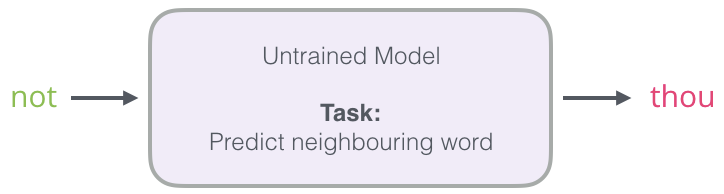 Untrained Model
not
Task:
Predict neighbouring word
thou